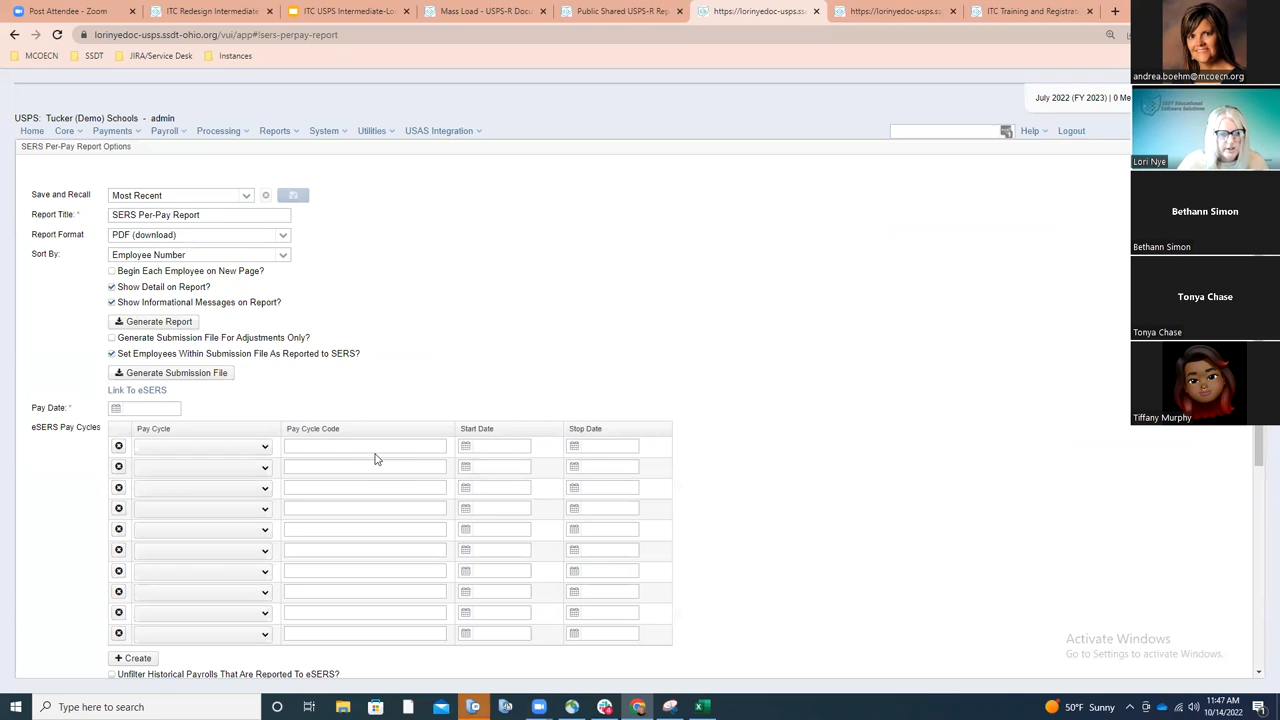 ITC Redesign Intermediate
ITC USPS Intermediate-Lo
Mass Load - USPS-R Doc
Public Shared-USPS-R Rep
https://lorinyedoc-usps.ss
https://lorinyedoc-usps.ss
ITC Training and Registrat
lorinyedoc-usps.ssdt-ohio.org/vui/app#!sers-perpay-report
MCOECN
SSDT
JIRA/Service Desk
Instances
andrea.boehm@mcoecn.org
July 2022 (FY 2023) | 0 Me
USPS: Tucker (Demo) Schools - admin
Home Core Payments Payroll Processing Reports System Utilities USAS Integration Help Logout
SERS Per-Pay Report Options
SSDT Educational
Software Solutions
Lori Nye
Save and Recall Most Recent
Report Title: * SERS Per-Pay Report
Report Format PDF (download)
Sort By: Employee Number
Begin Each Employee on New Page?
Show Detail on Report?
Show Informational Messages on Report?
Generate Report
Generate Submission File For Adjustments Only?
Set Employees Within Submission File As Reported to SERS?
Generate Submission File
Link To eSERS
Pay Date: *
eSERS Pay Cycles
Pay Cycle Pay Cycle Code Start Date Stop Date
+ Create
Unfilter Historical Payrolls That Are Reported To eSERS?
Bethann Simon
Bethann Simon
Tonya Chase
Tonya Chase
Tiffany Murphy
Activate Windows
Go to Settings to activate Windows.
Type here to search
50°F Sunny
11:47 AM
10/14/2022
1